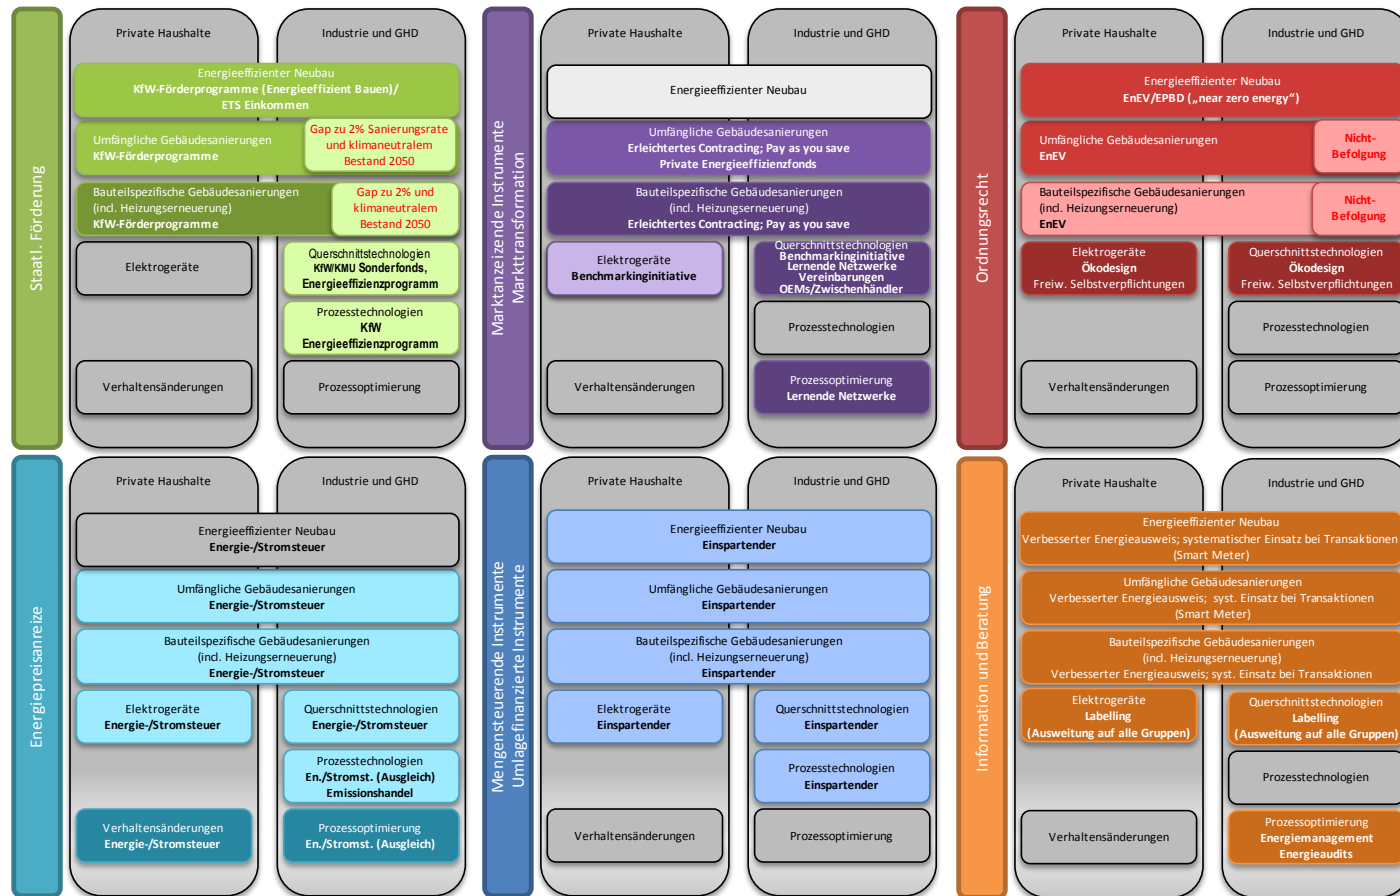 Staatl. Förderung
Private Haushalte
Industrie und GHD
Energieeffizienter Neubau
KfW-Förderprogramme (Energieeffizient Bauen)/
ETS Einkommen
Umfängliche Gebäudesanierungen
KfW-Förderprogramme
Gap zu 2% Sanierungsrate
und klimaneutralem
Bestand 2050
Bauteilspezifische Gebäudesanierungen
(incl. Heizungserneuerung)
KfW-Förderprogramme
Gap zu 2% und
klimaneutralem
Bestand 2050
Elektrogeräte
Querschnittstechnologien
KfW/KMU Sonderfonds,
Energieeffizienzprogramm
Prozesstechnologien
KfW
Energieeffizienzprogramm
Verhaltensänderungen
Prozessoptimierung
Marktanzeizende Instrumente
Markttransformation
Private Haushalte
Industrie und GHD
Energieeffizienter Neubau
Umfängliche Gebäudesanierungen
Erleichtertes Contracting; Pay as you save
Private Energieeffizienzfonds
Bauteilspezifische Gebäudesanierungen
(incl. Heizungserneuerung)
Erleichtertes Contracting; Pay as you save
Elektrogeräte
Benchmarkinginitiative
Querschnittstechnologien
Benchmarkinginitiative
Lernende Netzwerke
Vereinbarungen
OEMs/Zwischenhändler
Prozesstechnologien
Verhaltensänderungen
Prozessoptimierung
Lernende Netzwerke
Ordnungsrecht
Private Haushalte
Industrie und GHD
Energieeffizienter Neubau
EnEV/EPBD („near zero energy“)
Umfängliche Gebäudesanierungen
EnEV
Nicht-
Befolgung
Bauteilspezifische Gebäudesanierungen
(incl. Heizungserneuerung)
EnEV
Nicht-
Befolgung
Elektrogeräte
Ökodesign
Freiw. Selbstverpflichtungen
Querschnittstechnologien
Ökodesign
Freiw. Selbstverpflichtungen
Prozesstechnologien
Verhaltensänderungen
Prozessoptimierung
Energiepreisanreize
Private Haushalte
Industrie und GHD
Energieeffizienter Neubau
Energie-/Stromsteuer
Umfängliche Gebäudesanierungen
Energie-/Stromsteuer
Bauteilspezifische Gebäudesanierungen
(incl. Heizungserneuerung)
Energie-/Stromsteuer
Elektrogeräte
Energie-/Stromsteuer
Querschnittstechnologien
Energie-/Stromsteuer
Prozesstechnologien
En./Stromst. (Ausgleich)
Emissionshandel
Verhaltensänderungen
Energie-/Stromsteuer
Prozessoptimierung
En./Stromst. (Ausgleich)
Mengensteuerende Instrumente
Umlagefinanzierte Instrumente
Private Haushalte
Industrie und GHD
Energieeffizienter Neubau
Einspartender
Umfängliche Gebäudesanierungen
Einspartender
Bauteilspezifische Gebäudesanierungen
(incl. Heizungserneuerung)
Einspartender
Elektrogeräte
Einspartender
Querschnittstechnologien
Einspartender
Prozesstechnologien
Einspartender
Verhaltensänderungen
Prozessoptimierung
Information und Beratung
Private Haushalte
Industrie und GHD
Energieeffizienter Neubau
Verbesserter Energieausweis; systematischer Einsatz bei Transaktionen
(Smart Meter)
Umfängliche Gebäudesanierungen
Verbesserter Energieausweis; syst. Einsatz bei Transaktionen
(Smart Meter)
Bauteilspezifische Gebäudesanierungen
(incl. Heizungserneuerung)
Verbesserter Energieausweis; syst. Einsatz bei Transaktionen
Elektrogeräte
Labelling
(Ausweitung auf alle Gruppen)
Querschnittstechnologien
Labelling
(Ausweitung auf alle Gruppen)
Prozesstechnologien
Verhaltensänderungen
Prozessoptimierung
Energiemanagement
Energieaudits